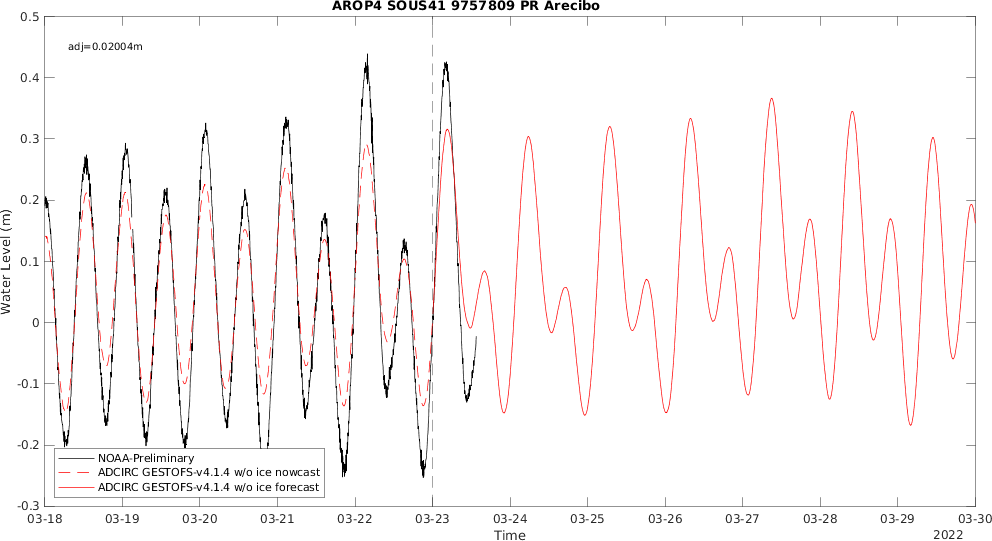 AROP4 SOUS41 9757809 PR Arecibo
adj=0.02004m
0.5
0.4
0.3
0.2
0.1
0
-0.1
-0.2
-0.3
Water Level (m)
NOAA-Preliminary
ADCIRC GESTOFS-v4.1.4 w/o ice nowcast
ADCIRC GESTOFS-v4.1.4 w/o ice forecast
03-18 03-19 03-20 03-21 03-22 03-23 03-24 03-25 03-26 03-27 03-28 03-29 03-30
Time
2022